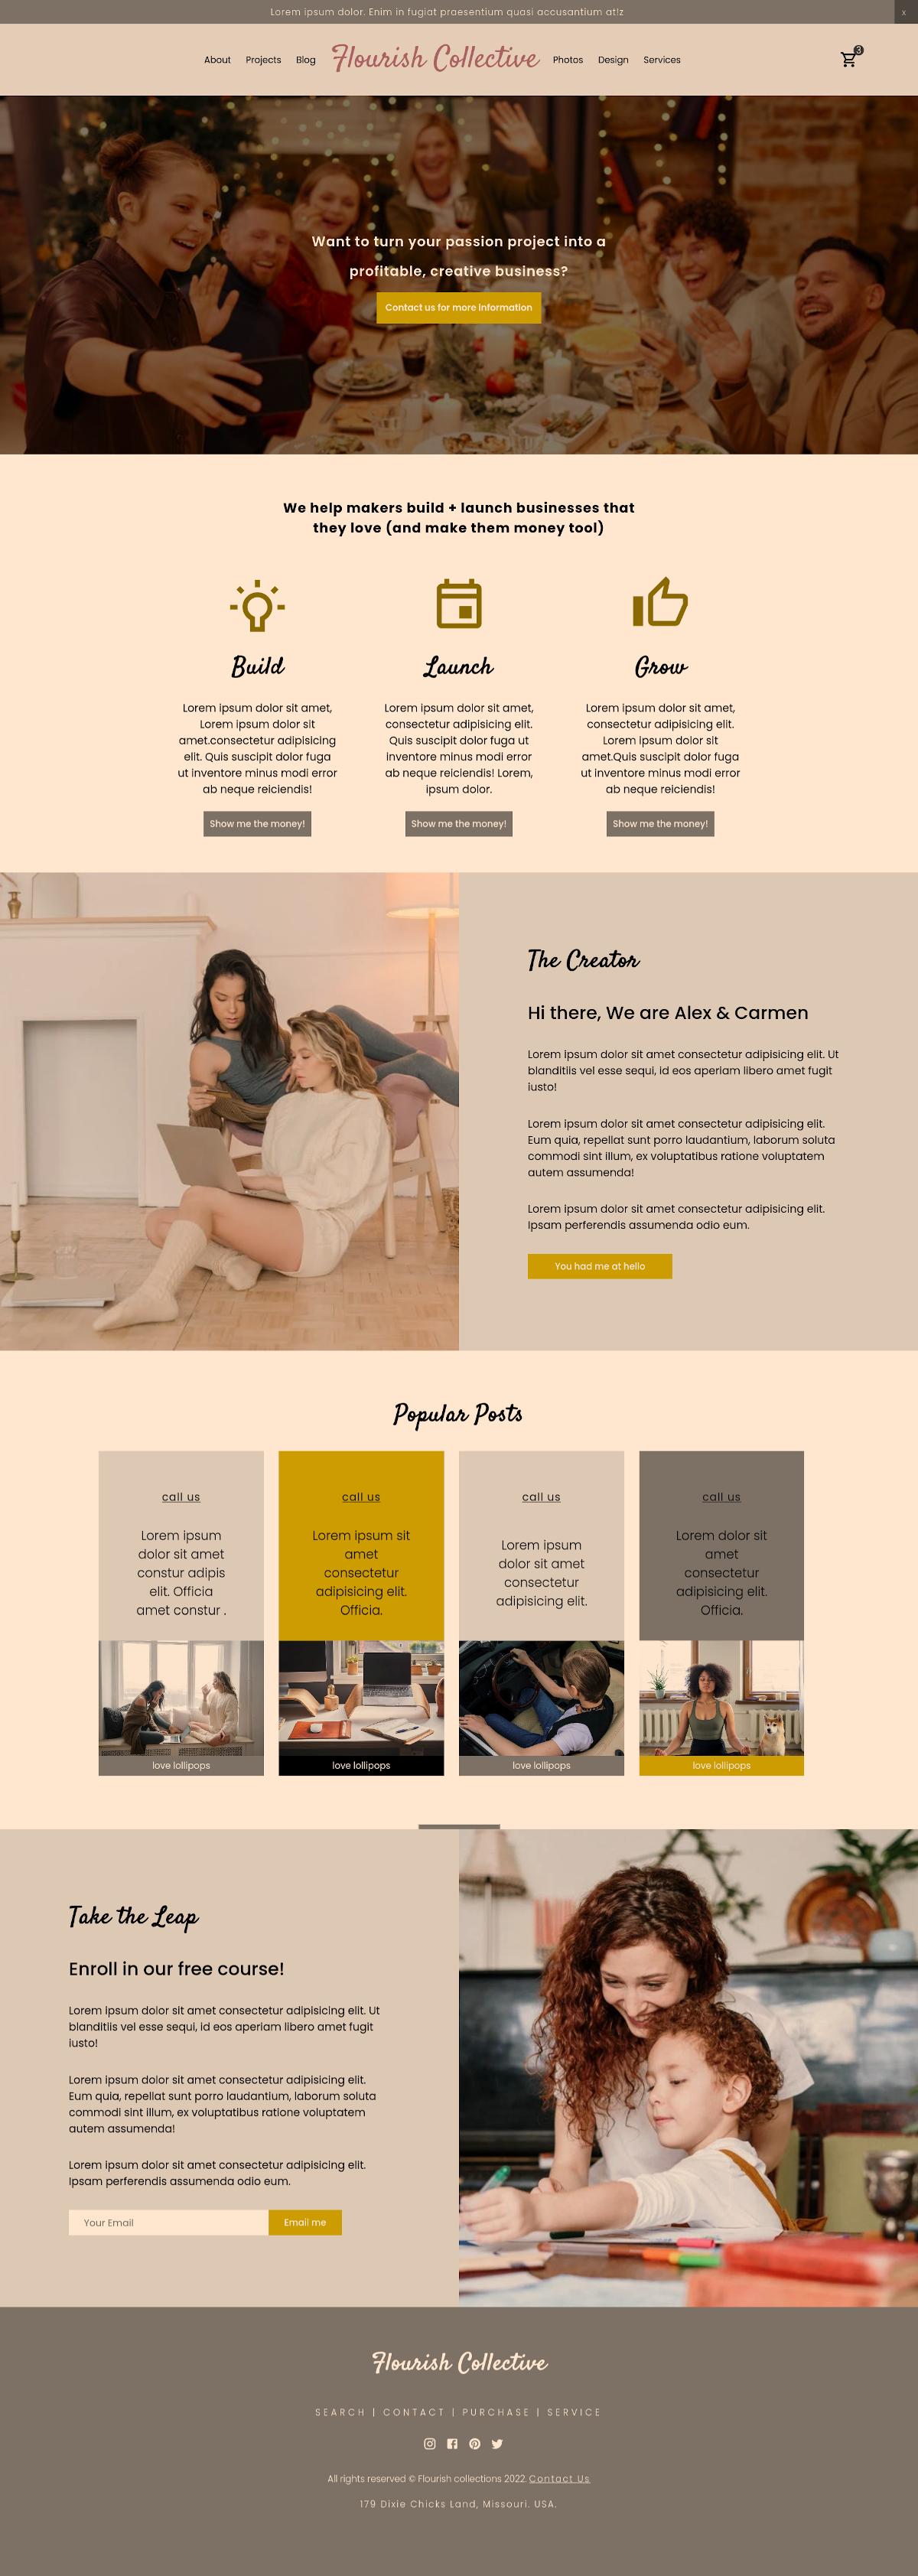 Lorem ipsum dolor. Enim in fugiat praesentium quasi accusantium at!z
x
About Projects Blog Flourish Collective Photos Design Services
3
Want to turn your passion project into a
profitable, creative business?
Contact us for more information
We help makers build + launch businesses that
they love (and make them money tool)
Build
Lorem ipsum dolor sit amet,
Lorem ipsum dolor sit
amet.consectetur adipisicing
elit. Quis suscipit dolor fuga
ut inventore minus modi error
ab neque reiciendis!
Show me the money!
Launch
Lorem ipsum dolor sit amet,
consectetur adipisicing elit.
Quis suscipit dolor fuga ut
inventore minus modi error
ab neque reiciendis! Lorem,
ipsum dolor.
Show me the money!
Grow
Lorem ipsum dolor sit amet,
consectetur adipisicing elit.
Lorem ipsum dolor sit
amet.Quis suscipit dolor fuga
ut inventore minus modi error
ab neque reiciendis!
Show me the money!
The Creator
Hi there, We are Alex & Carmen
Lorem ipsum dolor sit amet consectetur adipisicing elit. Ut
blanditiis vel esse sequi, id eos aperiam libero amet fugit
iusto!
Lorem ipsum dolor sit amet consectetur adipisicing elit.
Eum quia, repellat sunt porro laudantium, laborum soluta
commodi sint illum, ex voluptatibus ratione voluptatem
autem assumenda!
Lorem ipsum dolor sit amet consectetur adipisicing elit.
Ipsam perferendis assumenda odio eum.
You had me at hello
Popular Posts
call us
Lorem ipsum
dolor sit amet
constur adipis
elit. Officia
amet constur .
love lollipops
call us
Lorem ipsum sit
amet
consectetur
adipisicing elit.
Officia.
love lollipops
call us
Lorem ipsum
dolor sit amet
consectetur
adipisicing elit.
love lollipops
call us
Lorem dolor sit
amet
consectetur
adipisicing elit.
Officia.
love lollipops
Take the Leap
Enroll in our free course!
Lorem ipsum dolor sit amet consectetur adipisicing elit. Ut
blanditiis vel esse sequi, id eos aperiam libero amet fugit
iusto!
Lorem ipsum dolor sit amet consectetur adipisicing elit.
Eum quia, repellat sunt porro laudantium, laborum soluta
commodi sint illum, ex voluptatibus ratione voluptatem
autem assumenda!
Lorem ipsum dolor sit amet consectetur adipisicing elit.
Ipsam perferendis assumenda odio eum.
Your Email Email me
Flourish Collective
SEARCH | CONTACT | PURCHASE | SERVICE
All rights reserved © Flourish collections 2022. Contact Us
179 Dixie Chicks Land, Missouri. USA.